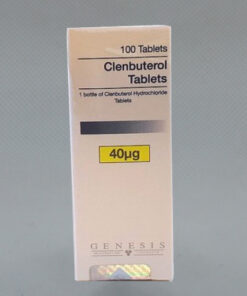 100 Tablets
Clenbuterol
Tablets
1 bottle of Clenbuterol Hydrochloride
Tablets
40µg
GENESIS